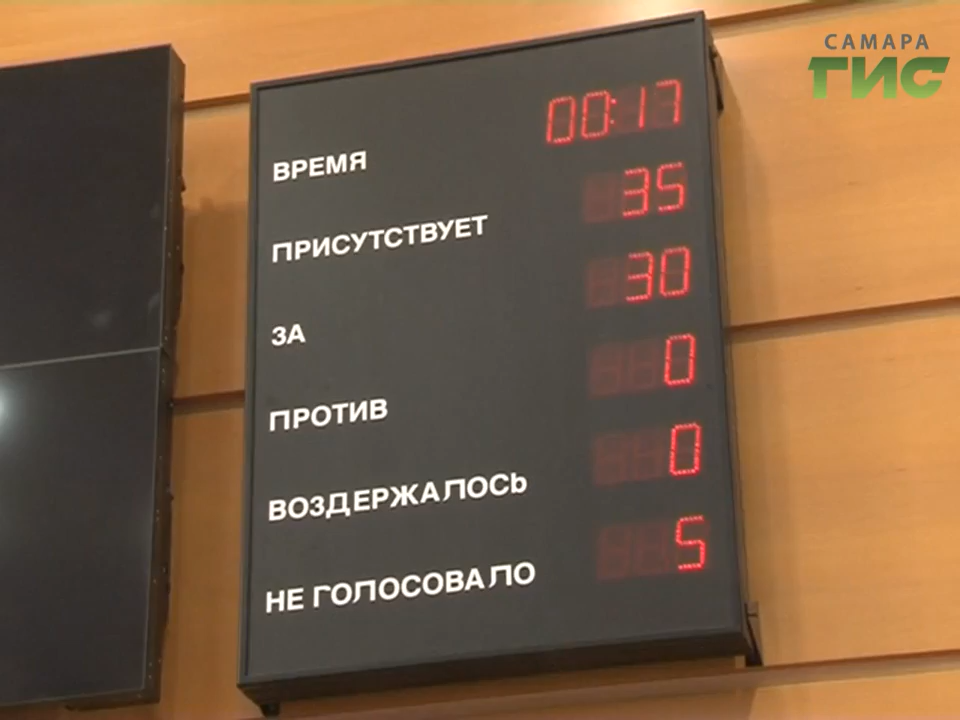 САМАРА
ГИС
ВРЕМЯ 00:17
ПРИСУТСТВУЕТ 35
ЗА 30
ПРОТИВ 0
ВОЗДЕРЖАЛОСЬ 0
НЕ ГОЛОСОВАЛО 5